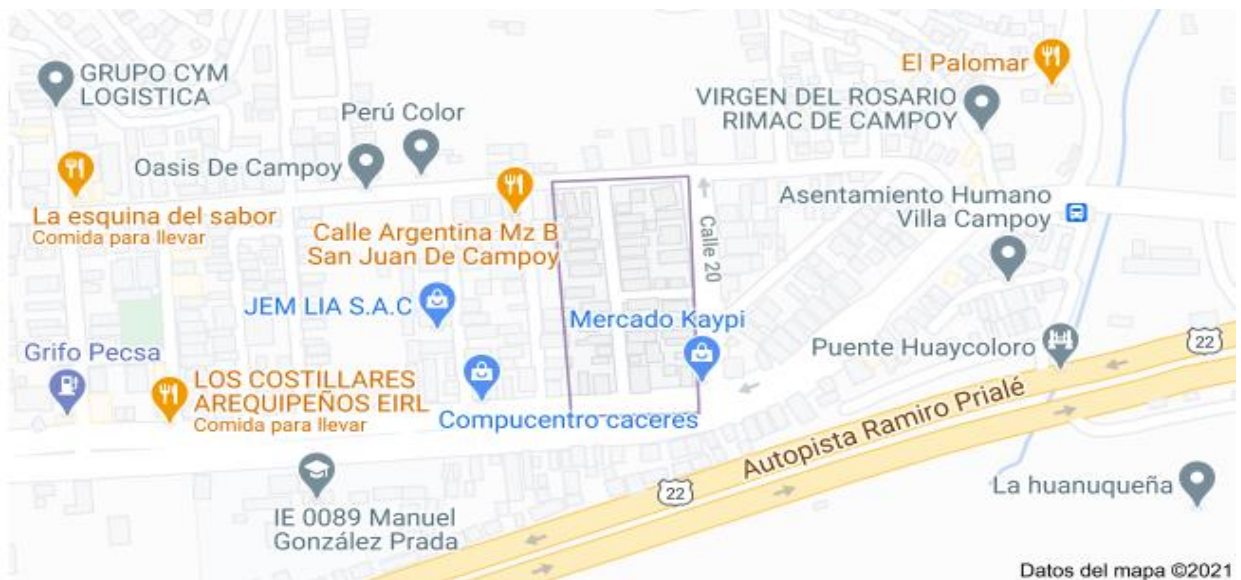 GRUPO CYM
LOGISTICA
El Palomar
Perú Color
VIRGEN DEL ROSARIO
RIMAC DE CAMPOY
Oasis De Campoy
La esquina del sabor
Comida para llevar
Calle Argentina Mz B
San Juan De Campoy
Calle 20
Asentamiento Humano
Villa Campoy
JEM LIA S.A.C
Mercado Kaypi
Grifo Pecsa
LOS COSTILLARES
AREQUIPEÑOS EIRL
Comida para llevar
Compucentro caceres
Puente Huaycoloro
22
Autopista Ramiro Prialé
22
IE 0089 Manuel
González Prada
La huanuqueña
Datos del mapa ©2021